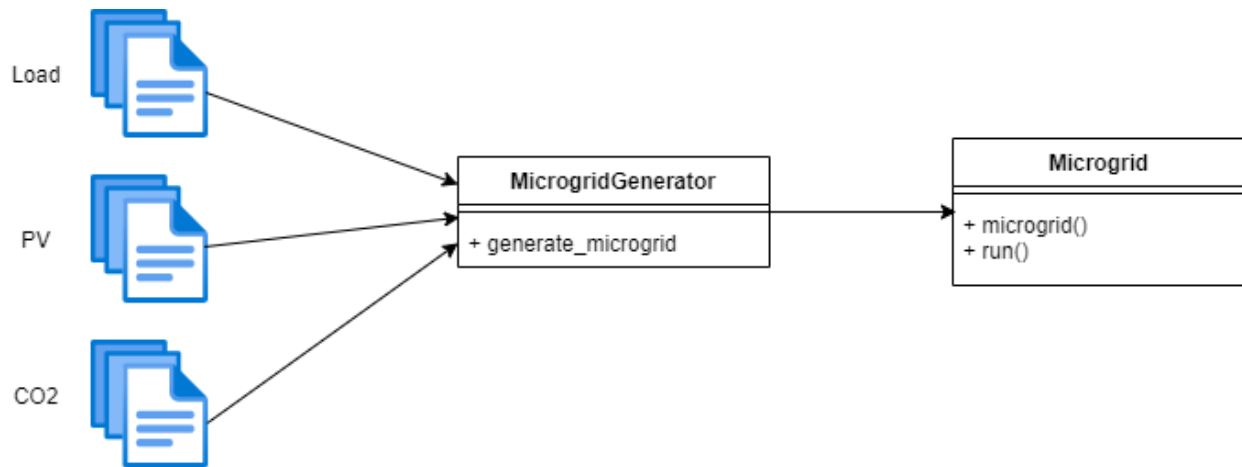 Load
PV
CO2
MicrogridGenerator
+ generate_microgrid
Microgrid
+ microgrid()
+ run()